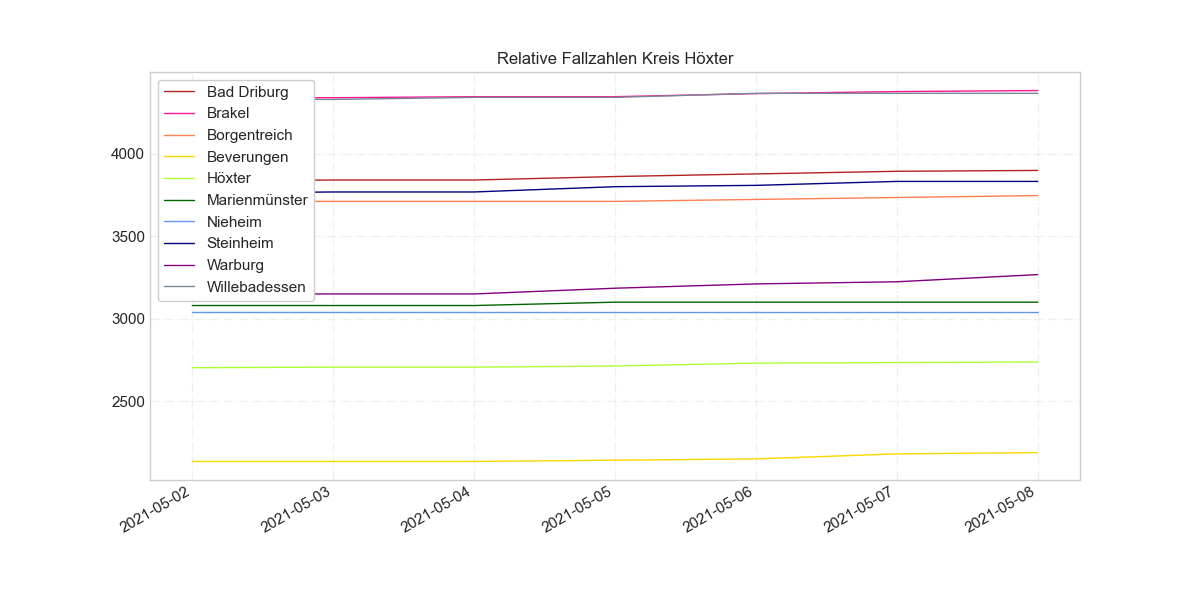 Relative Fallzahlen Kreis Höxter
Bad Driburg
Brakel
Borgentreich
Beverungen
Höxter
Marienmünster
Nieheim
Steinheim
Warburg
Willebadessen
4000
3500
3000
2500
2021-05-02
2021-05-03
2021-05-04
2021-05-05
2021-05-06
2021-05-07
2021-05-08